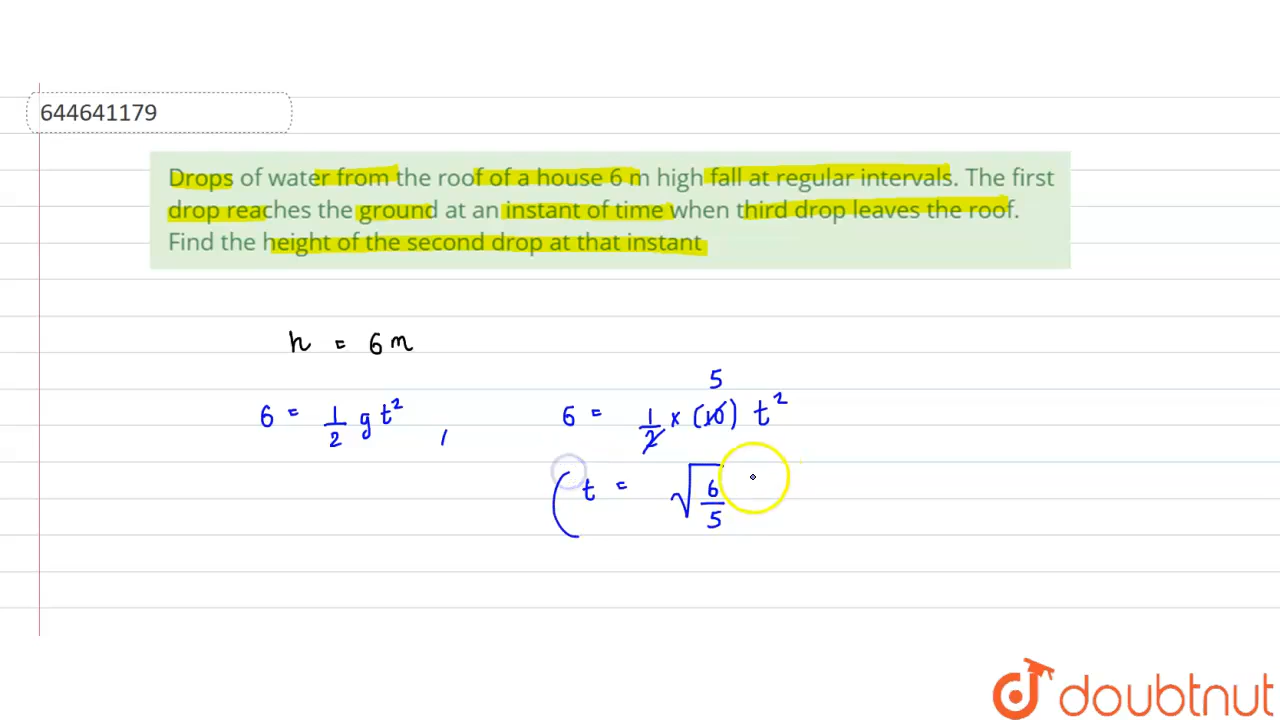 644641179
Drops of water from the roof of a house 6 m high fall at regular intervals. The first
drop reaches the ground at an instant of time when third drop leaves the roof.
Find the height of the second drop at that instant
h = 6m
5
6 = 1/2 g t² , 6 = 1/2 × (10) t²
(t = √6/5
doubtnut